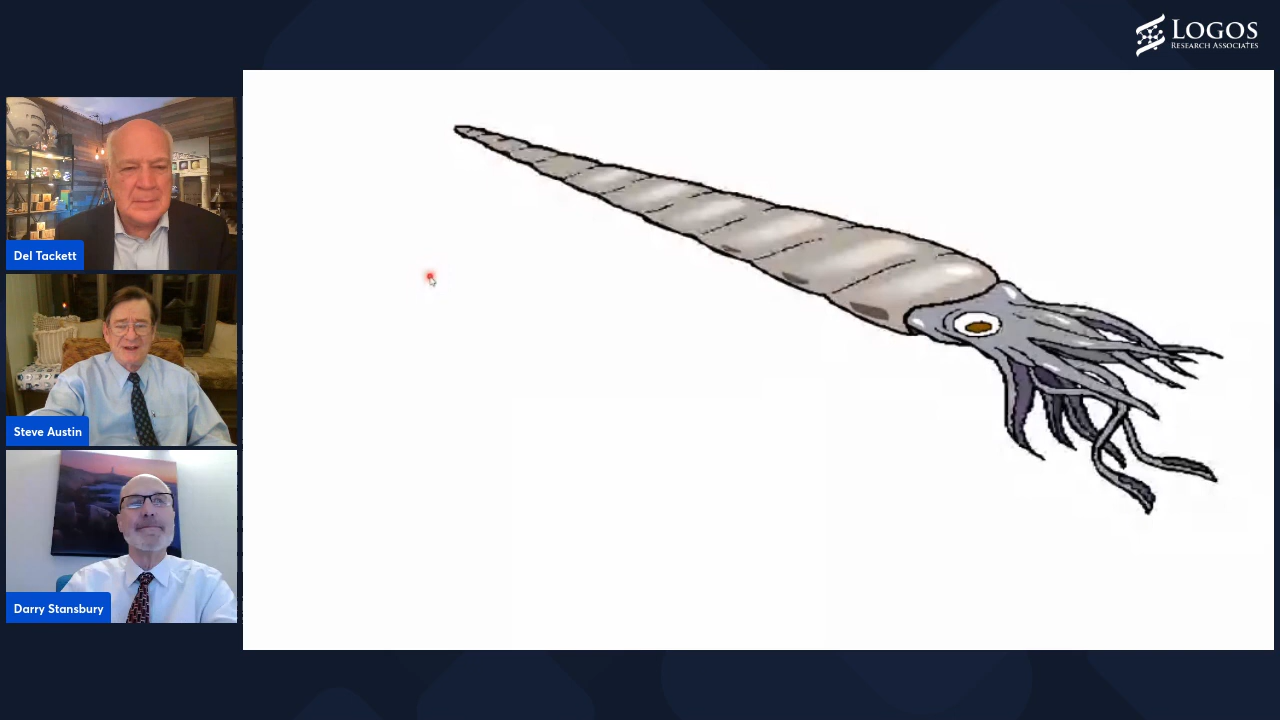 LOGOS
RESEARCH ASSOCIATES
Del Tackett
Steve Austin
Darry Stansbury